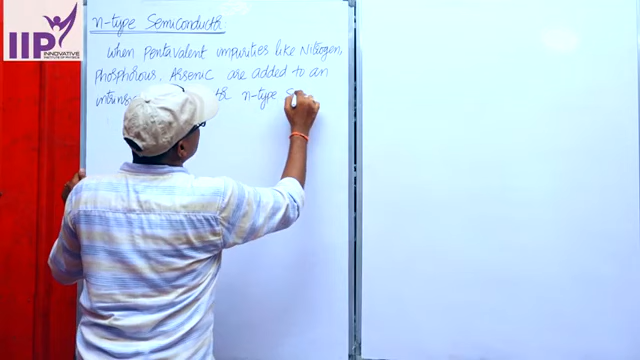 IIP
INNOVATIVE
INSTITUTE OF PHYSICS
n-type Semiconductor:
When pentavalent impurities like Nitrogen,
Phosphorous, Arsenic are added to an
n-type